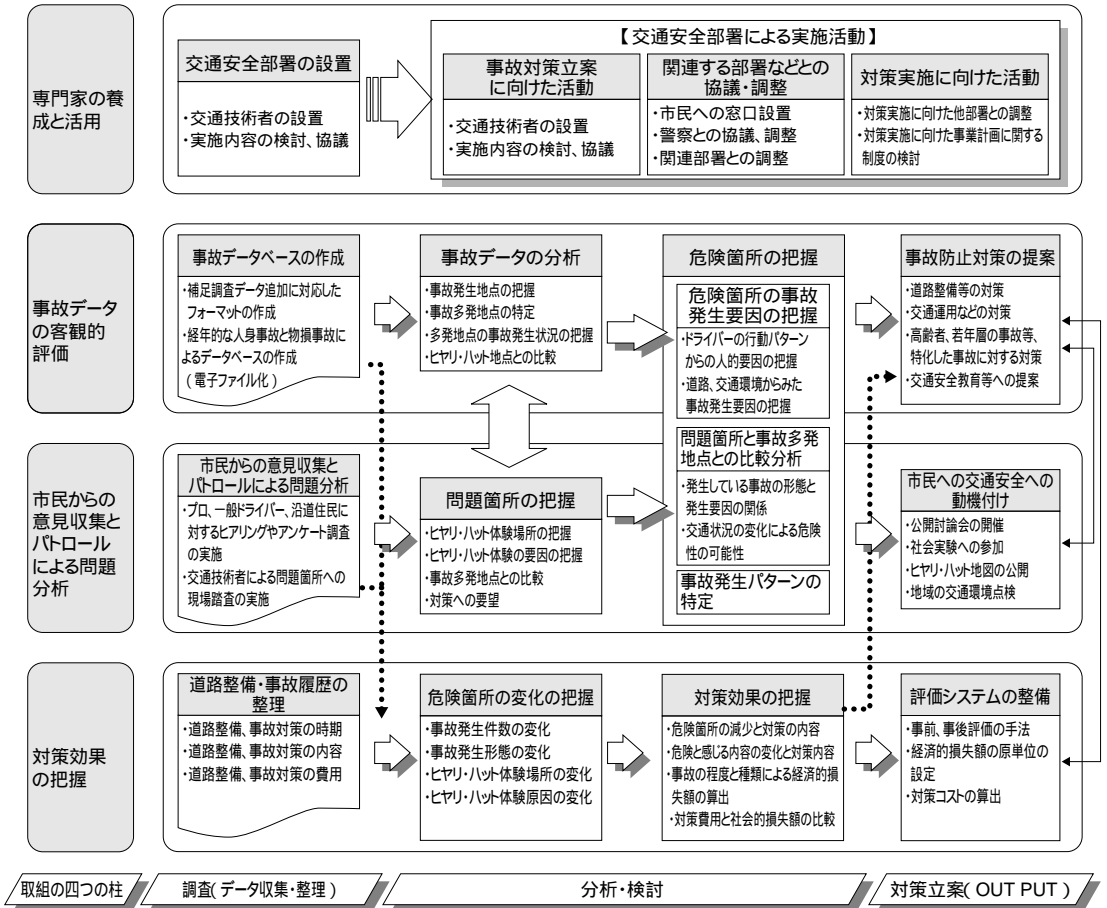 専門家の養
成と活用
交通安全部署の設置
・交通技術者の設置
・実施内容の検討、協議
【交通安全部署による実施活動】
事故対策立案
に向けた活動
・交通技術者の設置
・実施内容の検討、協議
関連する部署などとの
協議・調整
・市民への窓口設置
・警察との協議、調整
・関連部署との調整
対策実施に向けた活動
・対策実施に向けた他部署との調整
・対策実施に向けた事業計画に関する
制度の検討
事故データ
の客観的
評価
事故データベースの作成
・補足調査データ追加に対応した
フォーマットの作成
・経年的な人身事故と物損事故に
よるデータベースの作成
(電子ファイル化)
事故データの分析
・事故発生地点の把握
・事故多発地点の特定
・多発地点の事故発生状況の把握
・ヒヤリ・ハット地点との比較
危険箇所の把握
危険箇所の事故
発生要因の把握
・ドライバーの行動パターン
からの人的要因の把握
・道路、交通環境からみた
事故発生要因の把握
問題箇所と事故多発
地点との比較分析
・発生している事故の形態と
発生要因の関係
・交通状況の変化による危険
性の可能性
事故発生パターンの
特定
事故防止対策の提案
・道路整備等の対策
・交通運用などの対策
・高齢者、若年層の事故等、
特化した事故に対する対策
・交通安全教育等への提案
市民からの
意見収集と
パトロール
による問題
分析
市民からの意見収集と
パトロールによる問題分析
・プロ、一般ドライバー、沿道住民に
対するヒアリングやアンケート調査
の実施
・交通技術者による問題箇所への
現場踏査の実施
問題箇所の把握
・ヒヤリ・ハット体験場所の把握
・ヒヤリ・ハット体験の要因の把握
・事故多発地点との比較
・対策への要望
市民への交通安全への
動機付け
・公開討論会の開催
・社会実験への参加
・ヒヤリ・ハット地図の公開
・地域の交通環境点検
対策効果
の把握
道路整備・事故履歴の
整理
・道路整備、事故対策の時期
・道路整備、事故対策の内容
・道路整備、事故対策の費用
危険箇所の変化の把握
・事故発生件数の変化
・事故発生形態の変化
・ヒヤリ・ハット体験場所の変化
・ヒヤリ・ハット体験原因の変化
対策効果の把握
・危険箇所の減少と対策の内容
・危険と感じる内容の変化と対策内容
・事故の程度と種類による経済的損
失額の算出
・対策費用と社会的損失額の比較
評価システムの整備
・事前、事後評価の手法
・経済的損失額の原単位の
設定
・対策コストの算出
取組の四つの柱
調査(データ収集・整理)
分析・検討
対策立案(OUT PUT)